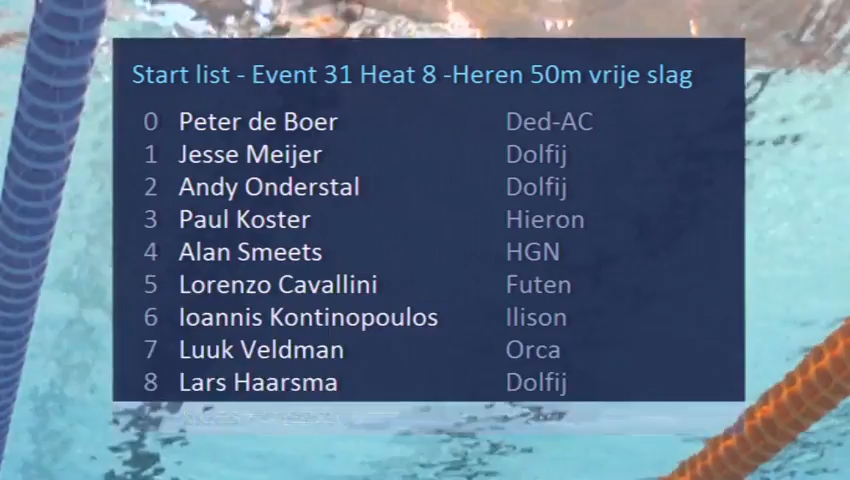 Start list - Event 31 Heat 8 -Heren 50m vrije slag
0 Peter de Boer Ded-AC
1 Jesse Meijer Dolfij
2 Andy Onderstal Dolfij
3 Paul Koster Hieron
4 Alan Smeets HGN
5 Lorenzo Cavallini Futen
6 Ioannis Kontinopoulos Ilison
7 Luuk Veldman Orca
8 Lars Haarsma Dolfij